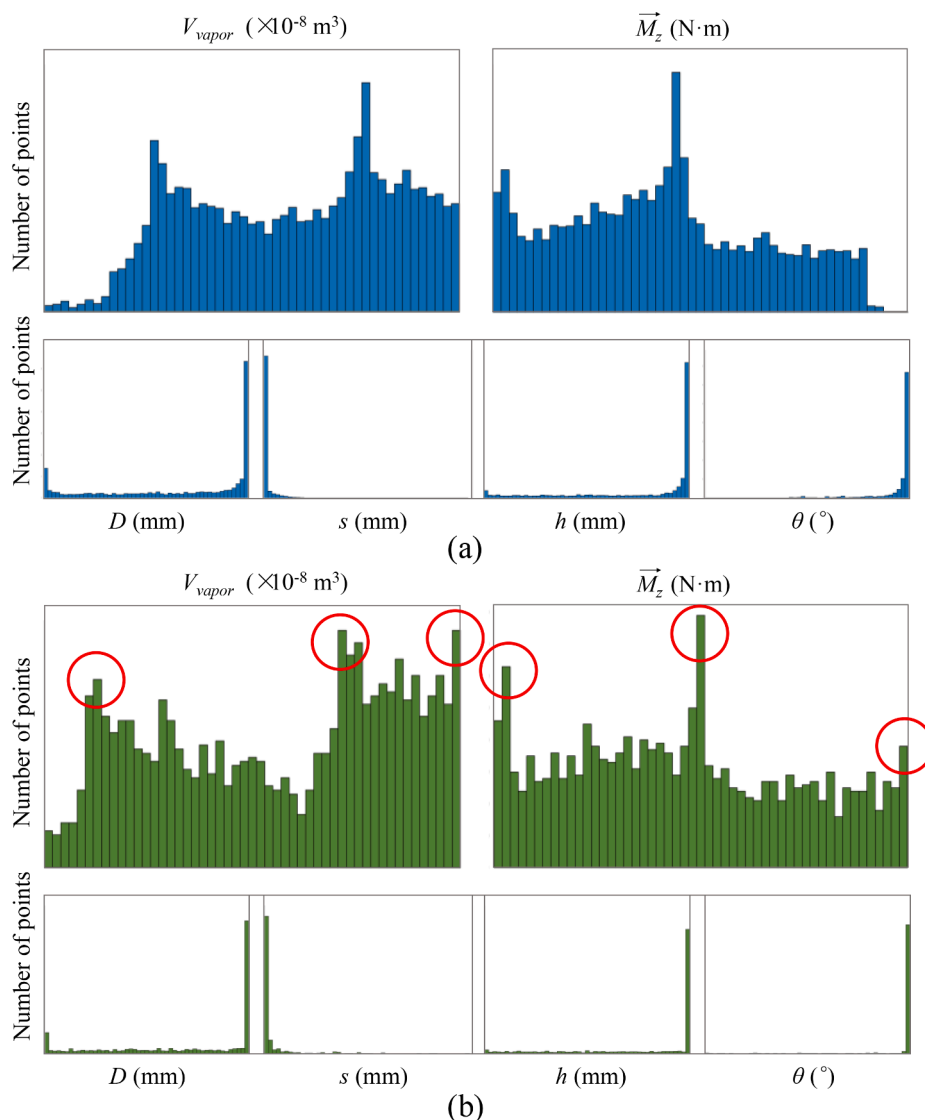 V_vapor (×10⁻⁸ m³)
M_z (N·m)
Number of points
Number of points
D (mm)
s (mm)
h (mm)
θ (°)
(a)
V_vapor (×10⁻⁸ m³)
M_z (N·m)
Number of points
Number of points
D (mm)
s (mm)
h (mm)
θ (°)
(b)